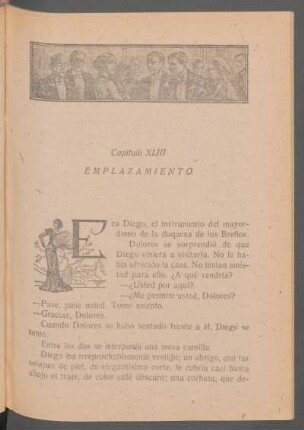 Capítulo XLIII
EMPLAZAMIENTO
Era Diego, el instrumento del mayor-
domo de la duquesa de los Breños.
Dolores se sorprendió de que
Diego viniera a visitarla. No le ha-
bía ofrecido la casa. No tenían amis-
tad para ello. ¿A qué vendría?
—¿Usted por aquí?
—¿Me permite usted, Dolores?
—Pase, pase usted. Tome asiento.
—Gracias, Dolores.
Cuando Dolores se hubo sentado frente a él, Diego se
sentó.
Entre los dos se interponía una mesa camilla.
Diego iba irreprochablemente vestido; un abrigo, con las
solapas de piel, de elegantísimo corte, le cubría casi hasta
abajo el traje, de color café obscuro; una corbata, que de-